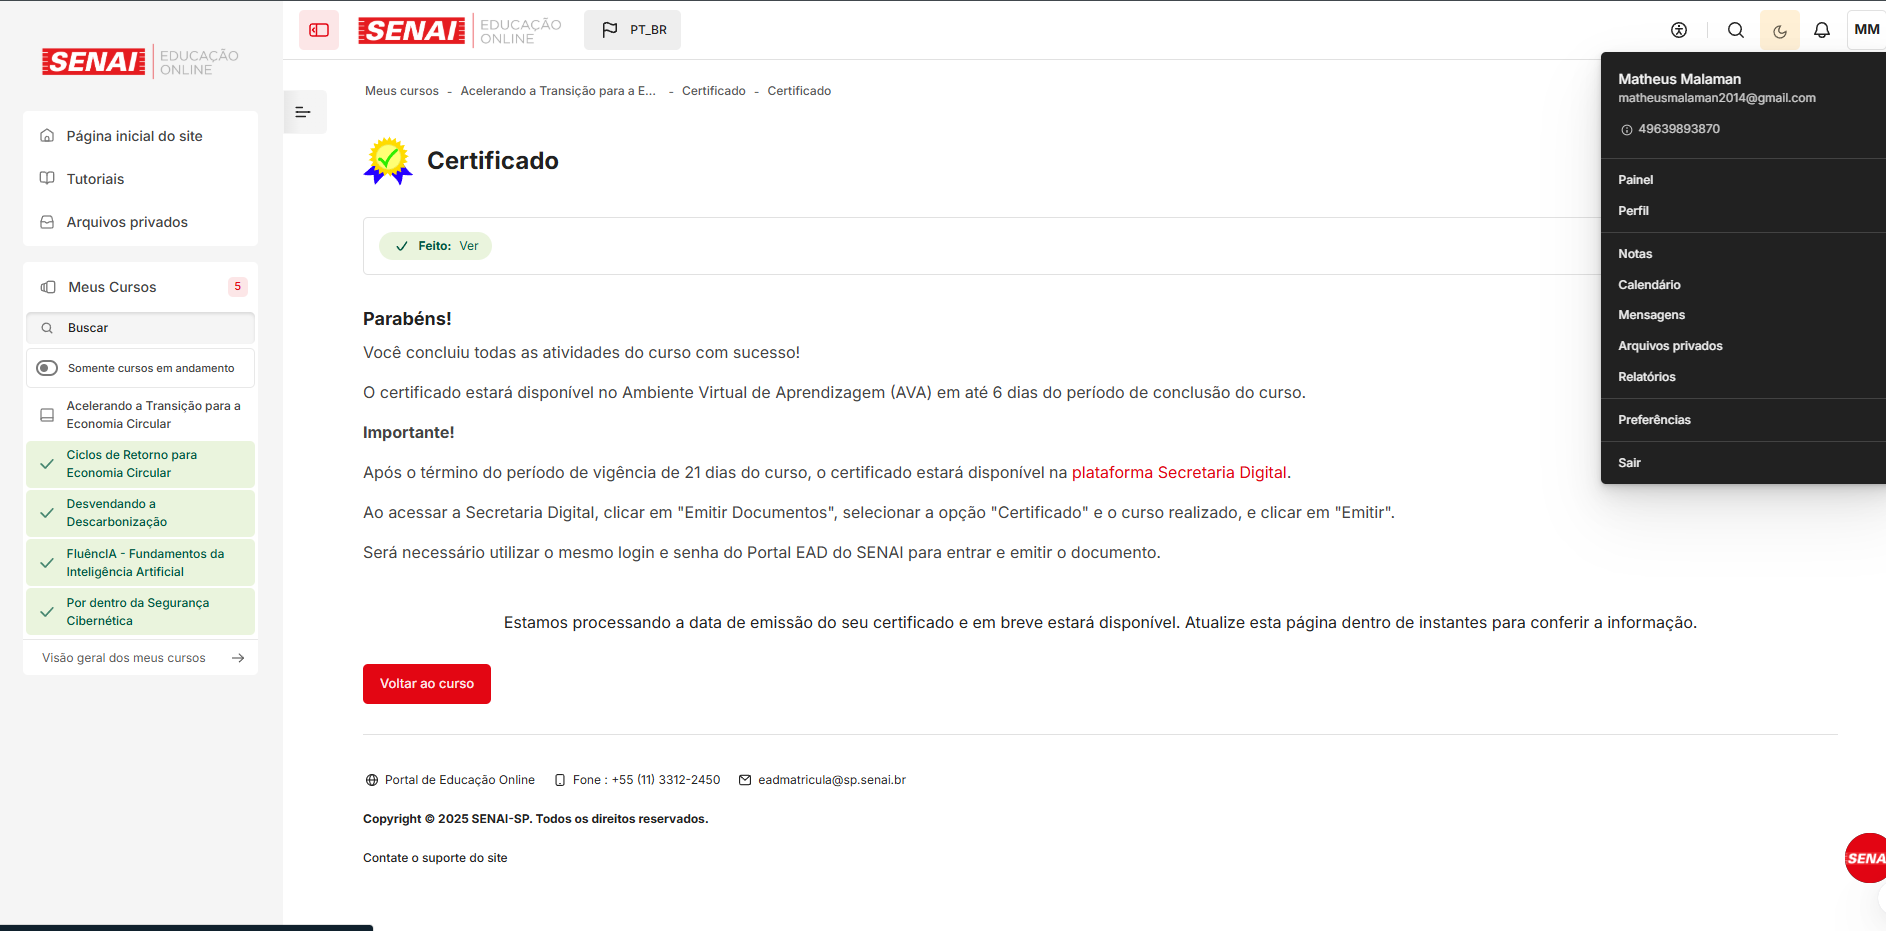 SENAI EDUCAÇÃO ONLINE
Página inicial do site
Tutoriais
Arquivos privados
Meus Cursos 5
Buscar
Somente cursos em andamento
Acelerando a Transição para a
Economia Circular
Ciclos de Retorno para
Economia Circular
Desvendando a
Descarbonização
FluêncIA - Fundamentos da
Inteligência Artificial
Por dentro da Segurança
Cibernética
Visão geral dos meus cursos
SENAI EDUCAÇÃO ONLINE PT_BR MM
Meus cursos - Acelerando a Transição para a E... - Certificado - Certificado
Certificado
Feito: Ver
Parabéns!
Você concluiu todas as atividades do curso com sucesso!
O certificado estará disponível no Ambiente Virtual de Aprendizagem (AVA) em até 6 dias do período de conclusão do curso.
Importante!
Após o término do período de vigência de 21 dias do curso, o certificado estará disponível na plataforma Secretaria Digital.
Ao acessar a Secretaria Digital, clicar em "Emitir Documentos", selecionar a opção "Certificado" e o curso realizado, e clicar em "Emitir".
Será necessário utilizar o mesmo login e senha do Portal EAD do SENAI para entrar e emitir o documento.
Estamos processando a data de emissão do seu certificado e em breve estará disponível. Atualize esta página dentro de instantes para conferir a informação.
Voltar ao curso
Portal de Educação Online Fone : +55 (11) 3312-2450 eadmatricula@sp.senai.br
Copyright © 2025 SENAI-SP. Todos os direitos reservados.
Contate o suporte do site
Matheus Malaman
matheusmalaman2014@gmail.com
49639893870
Painel
Perfil
Notas
Calendário
Mensagens
Arquivos privados
Relatórios
Preferências
Sair
SENA